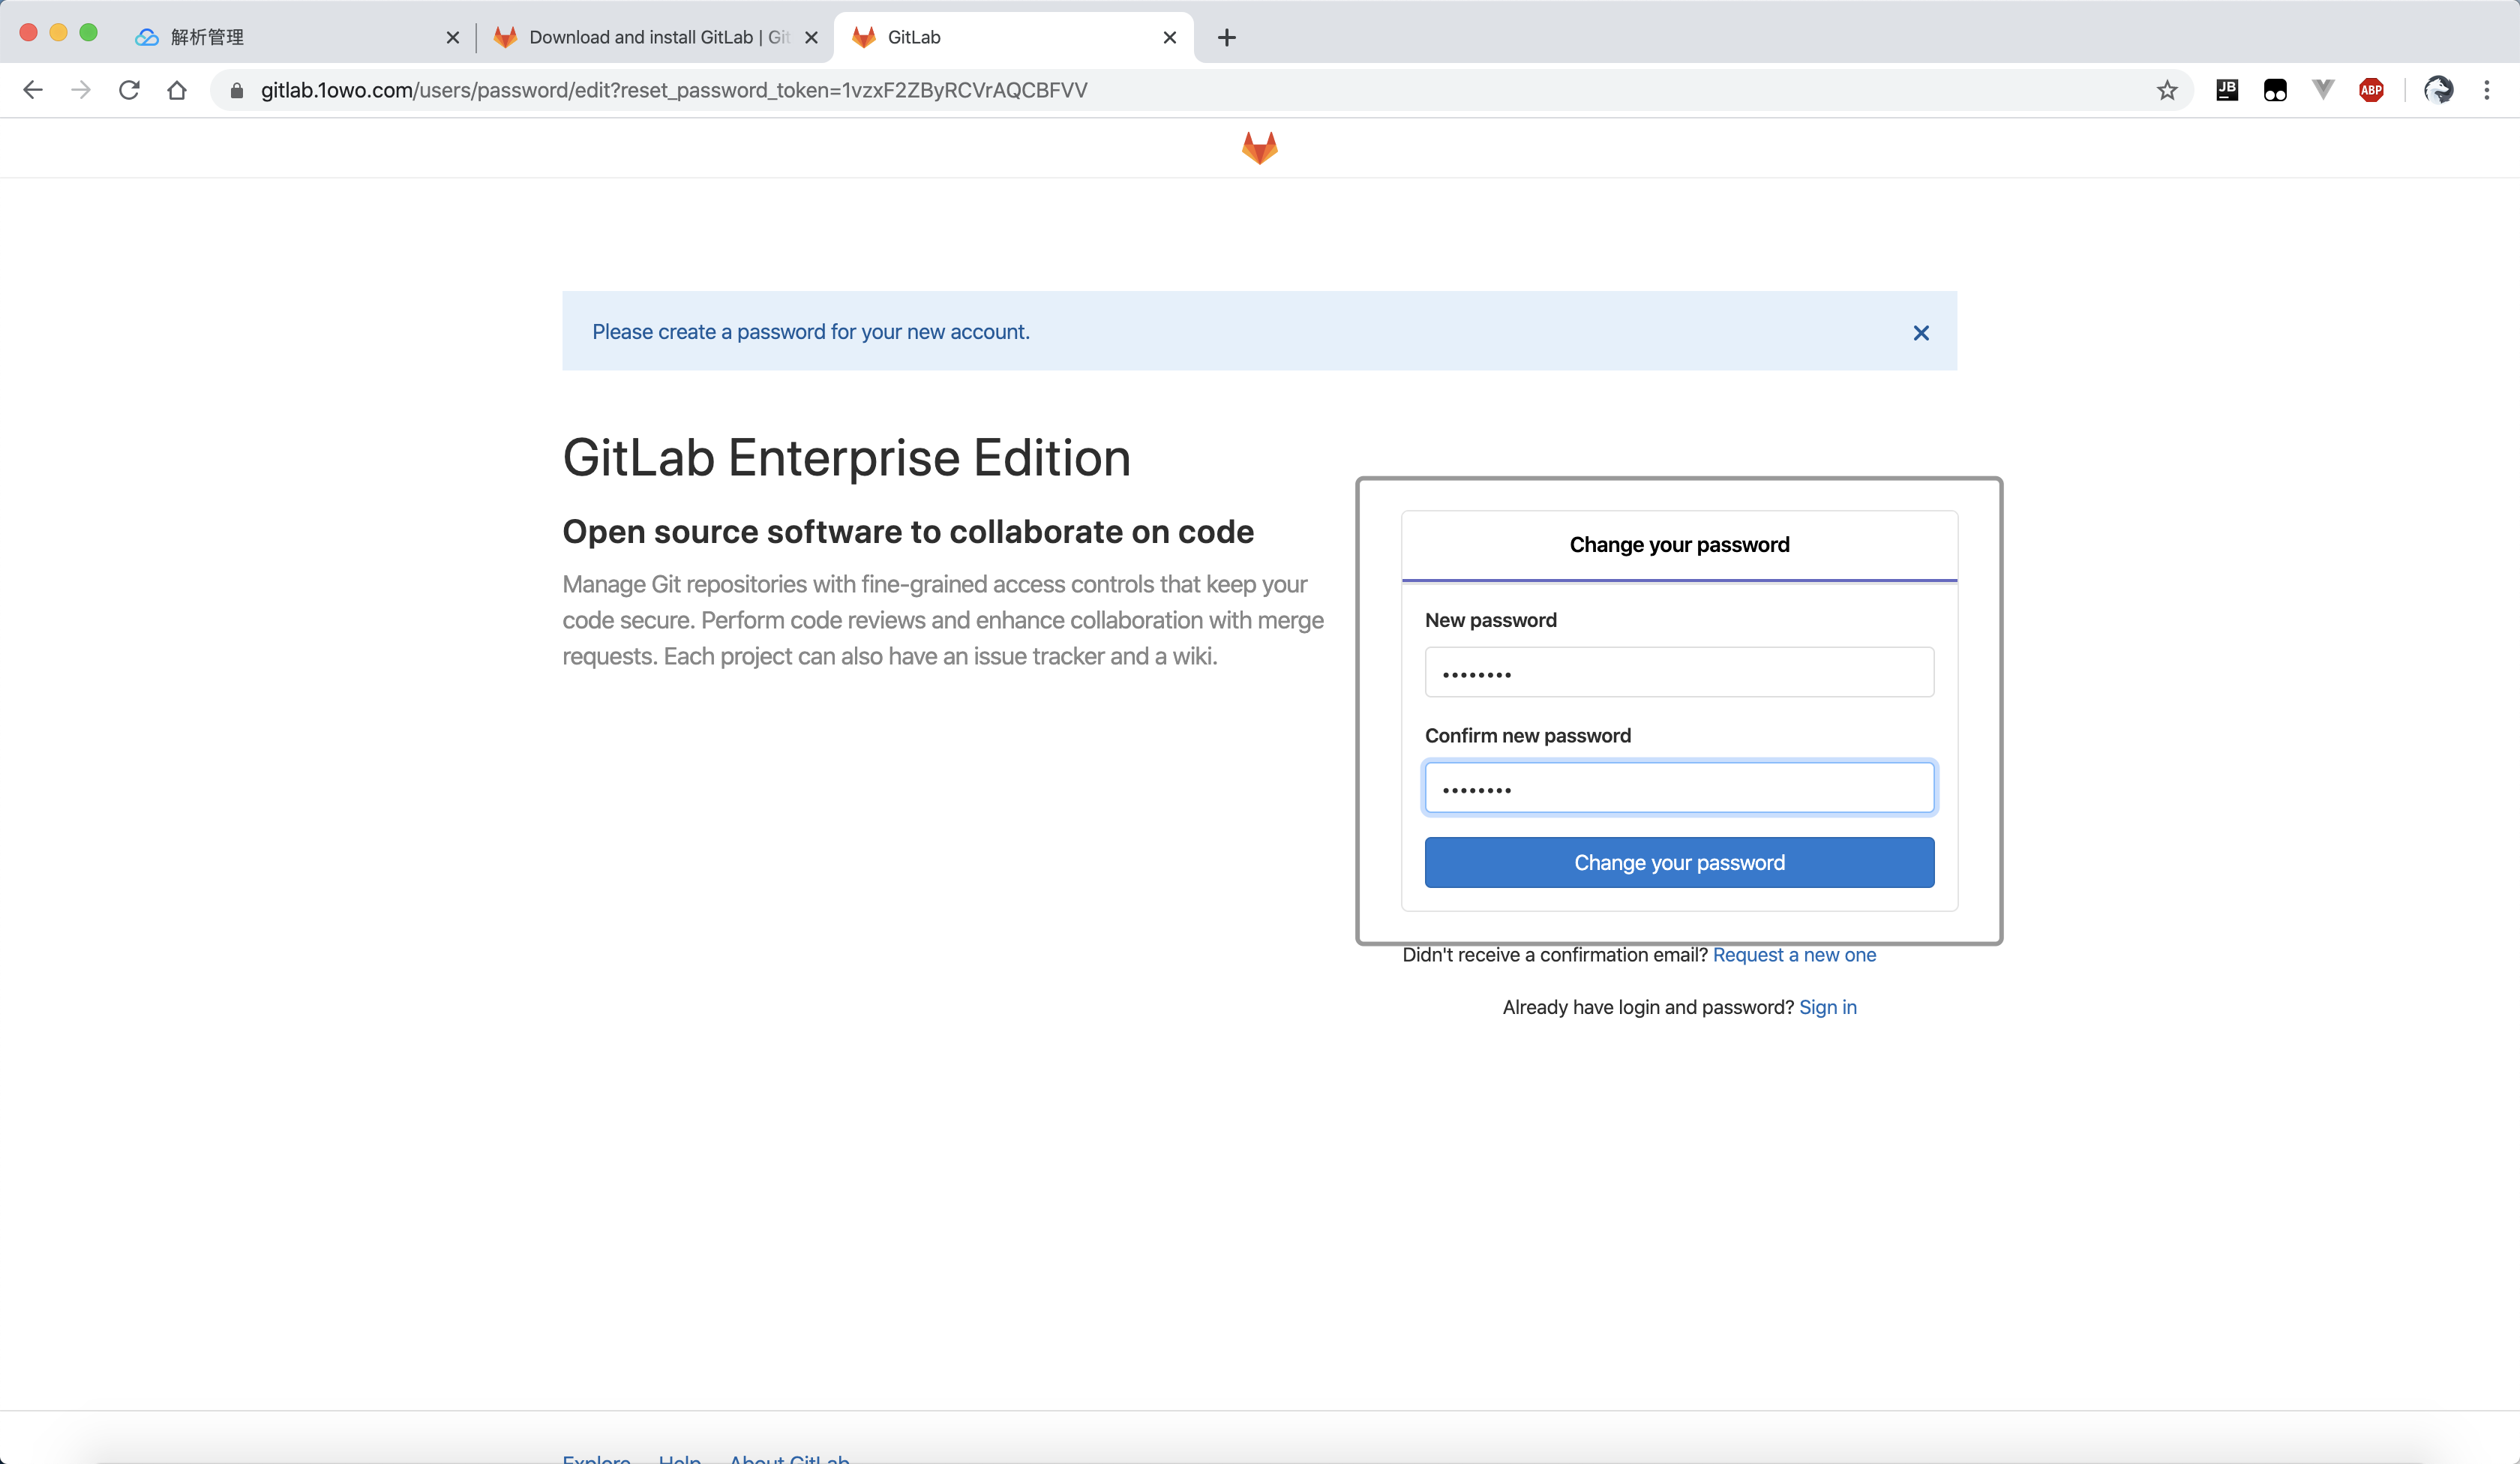 解析管理
Download and install GitLab | Git
GitLab
gitlab.1owo.com/users/password/edit?reset_password_token=1vzxF2ZByRCVrAQCBFVV
JB
ABP
Please create a password for your new account.
GitLab Enterprise Edition
Open source software to collaborate on code
Manage Git repositories with fine-grained access controls that keep your
code secure. Perform code reviews and enhance collaboration with merge
requests. Each project can also have an issue tracker and a wiki.
Change your password
New password
••••••••
Confirm new password
••••••••
Change your password
Didn't receive a confirmation email? Request a new one
Already have login and password? Sign in
Explore Help About GitLab